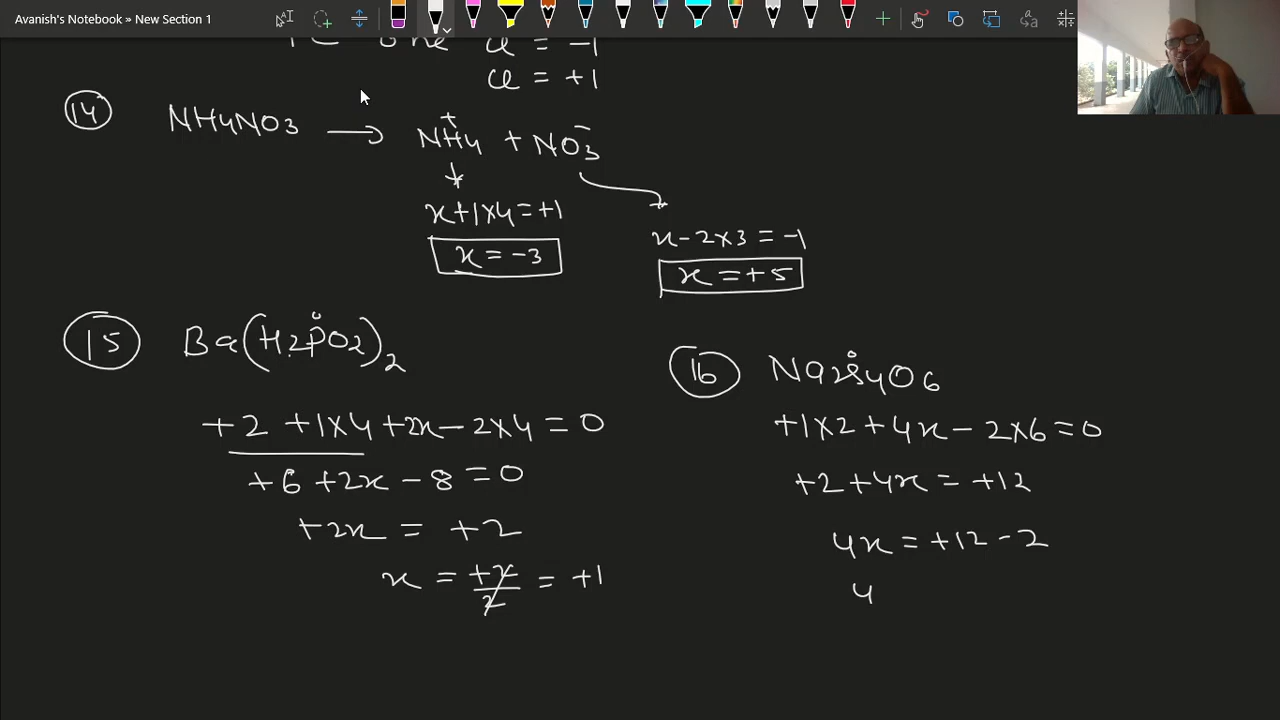 Avanish's Notebook » New Section 1
one Cl = -1
Cl = +1
(14) NH4NO3 → NH4+ + NO3-
x+1×4=+1
x = -3
x-2×3=-1
x=+5
(15) Ba(H2PO2)2
+2 +1×4+2x-2×4=0
+6+2x-8=0
+2x = +2
x = +2/2 = +1
(16) Na2S4O6
+1×2+4x-2×6=0
+2+4x=+12
4x=+12-2
4